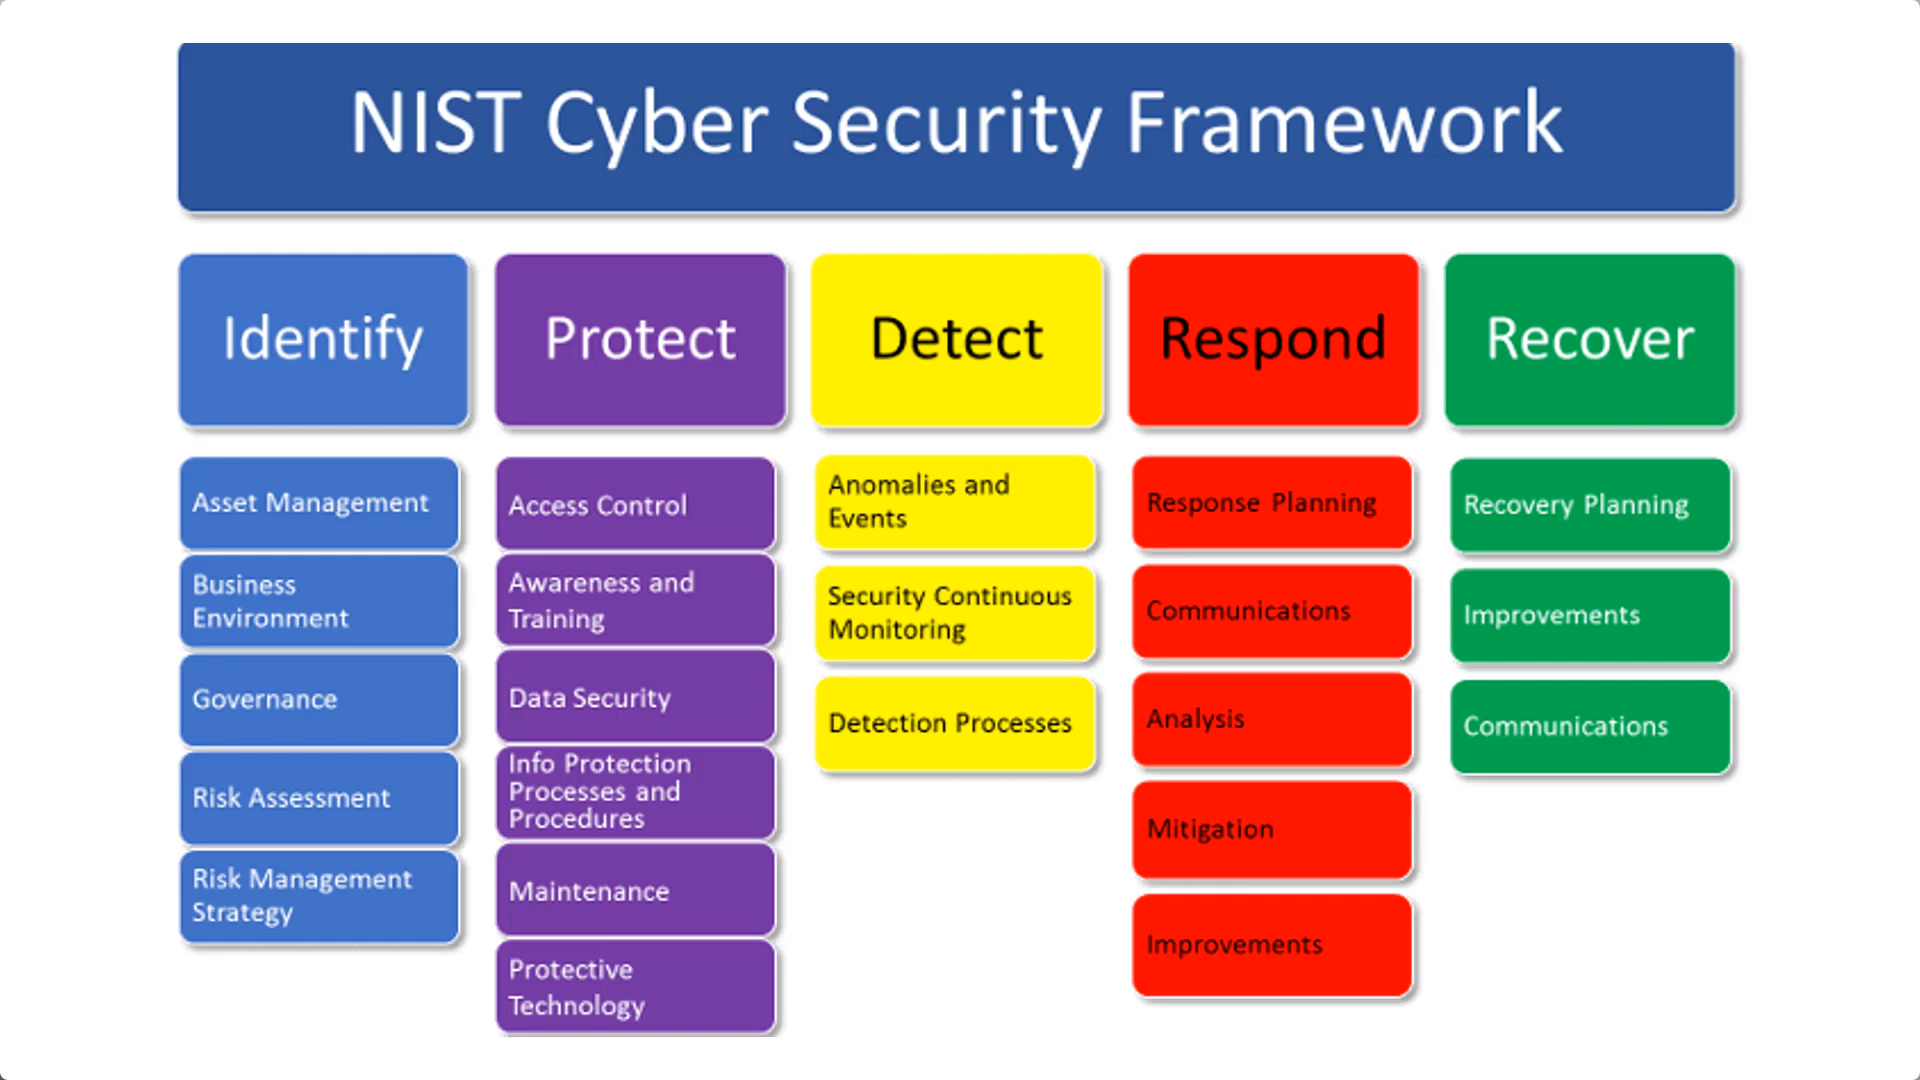 NIST Cyber Security Framework
Identify
Protect
Detect
Respond
Recover
Asset Management
Business
Environment
Governance
Risk Assessment
Risk Management
Strategy
Access Control
Awareness and
Training
Data Security
Info Protection
Processes and
Procedures
Maintenance
Protective
Technology
Anomalies and
Events
Security Continuous
Monitoring
Detection Processes
Response Planning
Communications
Analysis
Mitigation
Improvements
Recovery Planning
Improvements
Communications